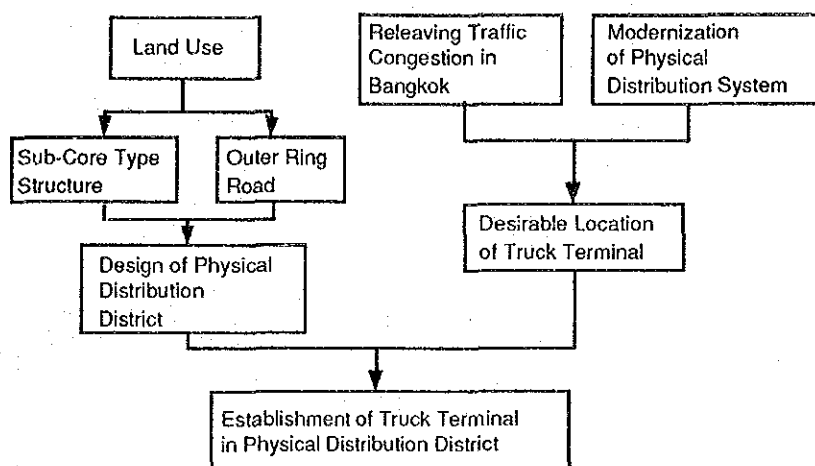 Land Use
Releaving Traffic
Congestion in
Bangkok
Modernization
of Physical
Distribution System
Sub-Core Type
Structure
Outer Ring
Road
Desirable Location
of Truck Terminal
Design of Physical
Distribution
District
Establishment of Truck Terminal
in Physical Distribution District